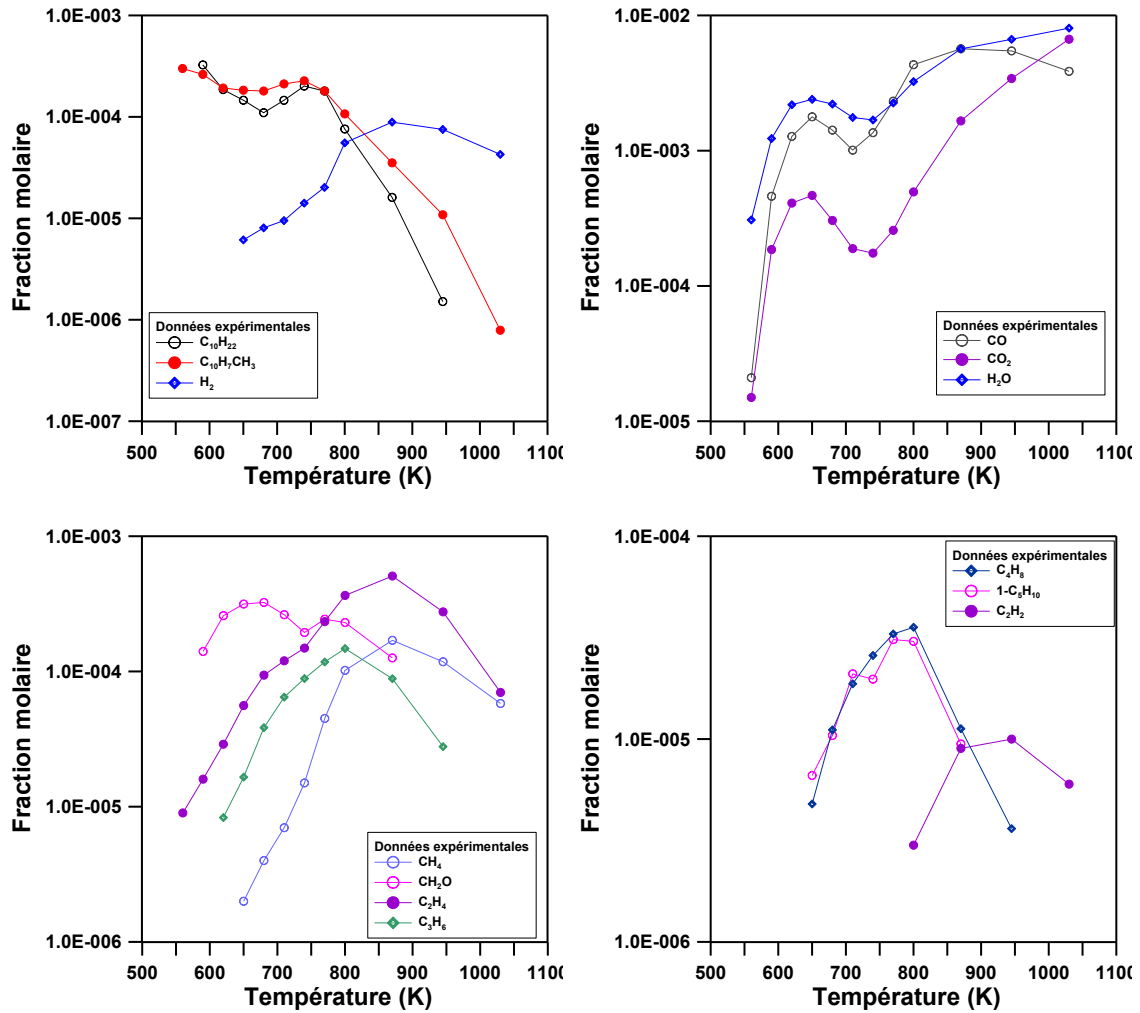 1.0E-003
1.0E-004
1.0E-005
1.0E-006
1.0E-007
Fraction molaire
Données expérimentales
C₁₀H₂₂
C₁₀H₇CH₃
H₂
500 600 700 800 900 1000 1100
Température (K)
1.0E-002
1.0E-003
1.0E-004
1.0E-005
Fraction molaire
Données expérimentales
CO
CO₂
H₂O
500 600 700 800 900 1000 110
Température (K)
1.0E-003
1.0E-004
1.0E-005
1.0E-006
Fraction molaire
Données expérimentales
CH₄
CH₂O
C₂H₄
C₃H₆
500 600 700 800 900 1000 1100
Température (K)
1.0E-004
1.0E-005
1.0E-006
Fraction molaire
Données expérimentales
C₄H₈
1-C₅H₁₀
C₂H₂
500 600 700 800 900 1000 110
Température (K)